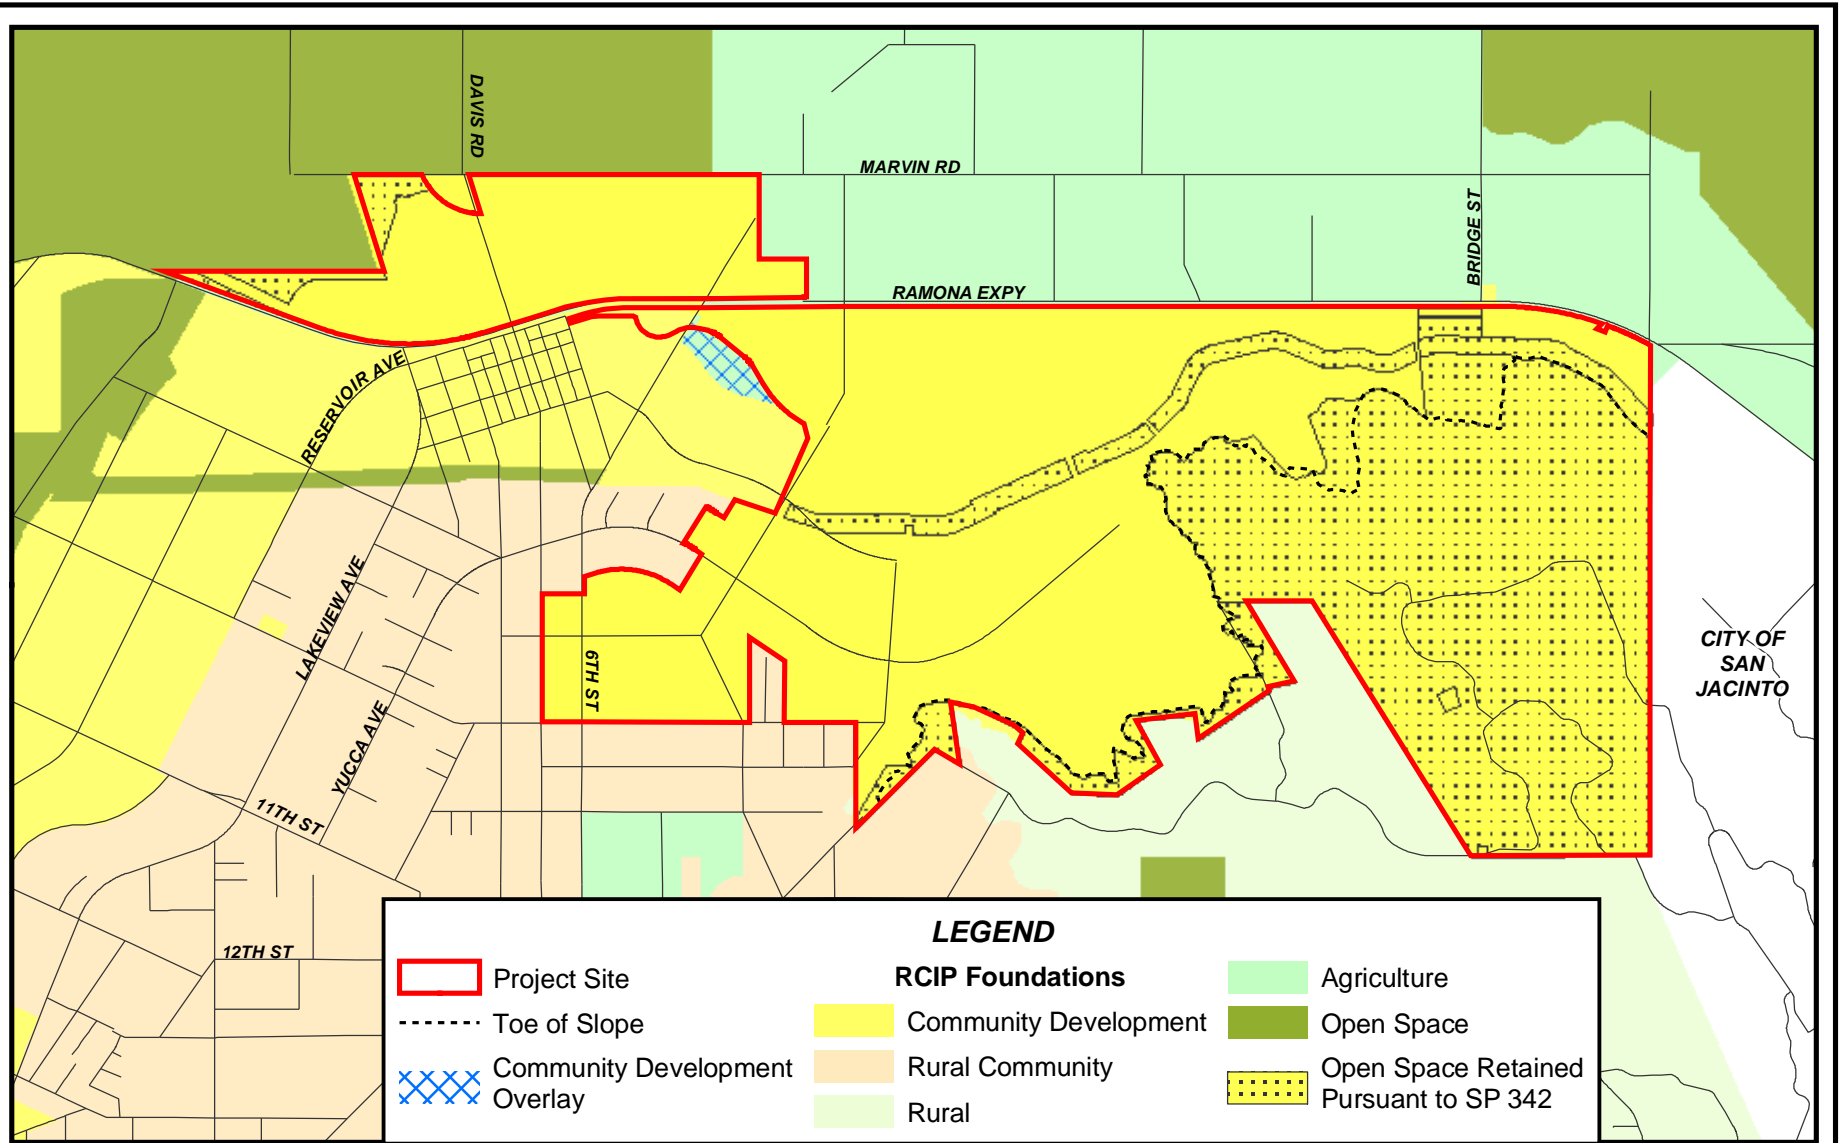 DAVIS RD
MARVIN RD
BRIDGE ST
RAMONA EXPY
RESERVOIR AVE
LAKEVIEW AVE
6TH ST
YUCCA AVE
11TH ST
12TH ST
CITY OF
SAN
JACINTO
LEGEND
Project Site
Toe of Slope
Community Development
Overlay
RCIP Foundations
Community Development
Rural Community
Rural
Agriculture
Open Space
Open Space Retained
Pursuant to SP 342